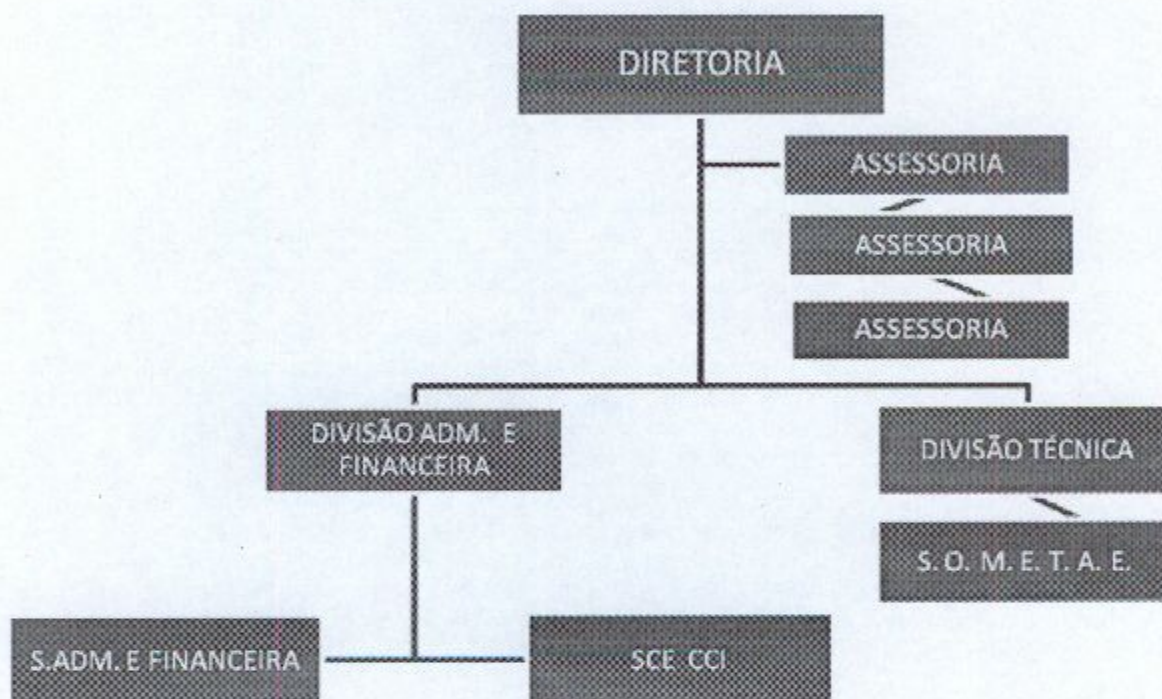 DIRETORIA
ASSESSORIA
ASSESSORIA
ASSESSORIA
DIVISÃO ADM. E
FINANCEIRA
DIVISÃO TÉCNICA
S. O. M. E. T. A. E.
S.ADM. E FINANCEIRA
SCE CCI